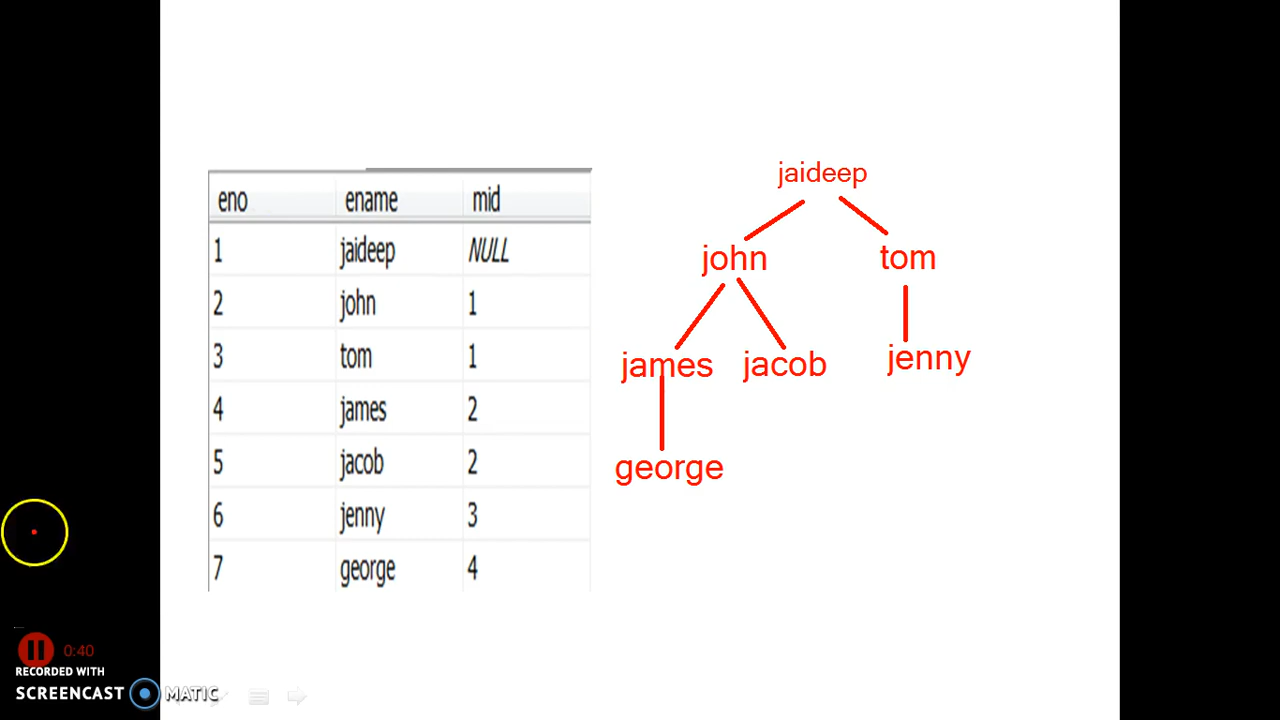 eno ename mid
1 jaideep NULL
2 john 1
3 tom 1
4 james 2
5 jacob 2
6 jenny 3
7 george 4
jaideep
john tom
james jacob jenny
george
0:40
RECORDED WITH
SCREENCAST MATIC